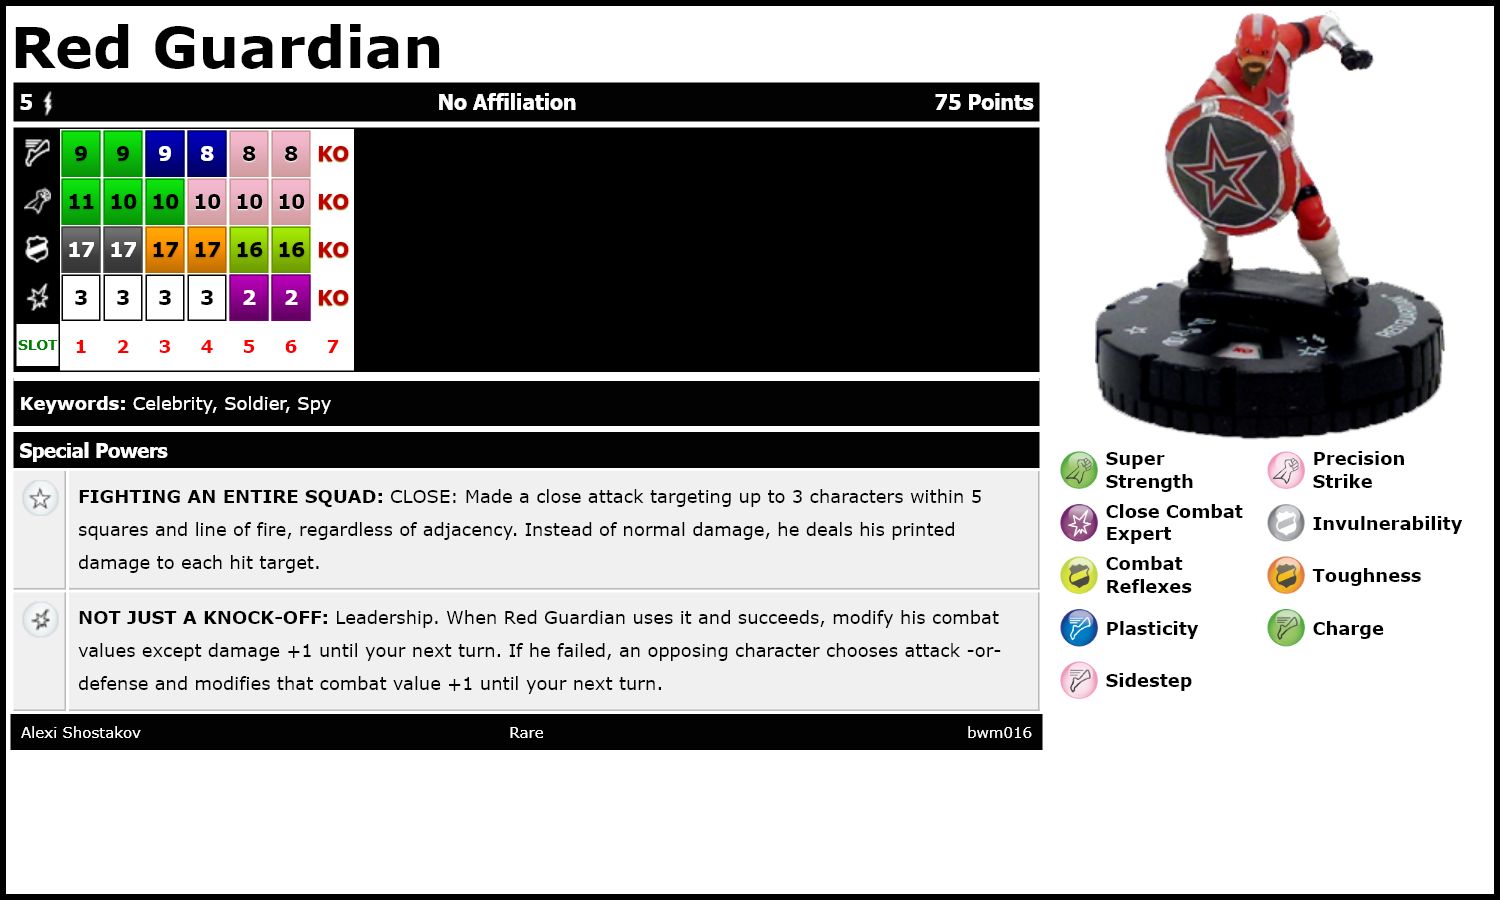 Red Guardian
5 No Affiliation 75 Points
9 9 9 8 8 8 KO
11 10 10 10 10 10 KO
17 17 17 17 16 16 KO
3 3 3 3 2 2 KO
SLOT 1 2 3 4 5 6 7
Keywords: Celebrity, Soldier, Spy
Special Powers
FIGHTING AN ENTIRE SQUAD: CLOSE: Made a close attack targeting up to 3 characters within 5
squares and line of fire, regardless of adjacency. Instead of normal damage, he deals his printed
damage to each hit target.
NOT JUST A KNOCK-OFF: Leadership. When Red Guardian uses it and succeeds, modify his combat
values except damage +1 until your next turn. If he failed, an opposing character chooses attack -or-
defense and modifies that combat value +1 until your next turn.
Alexi Shostakov Rare bwm016
RED GUARDIAN
KO
Super
Strength
Precision
Strike
Close Combat
Expert
Invulnerability
Combat
Reflexes
Toughness
Plasticity
Charge
Sidestep